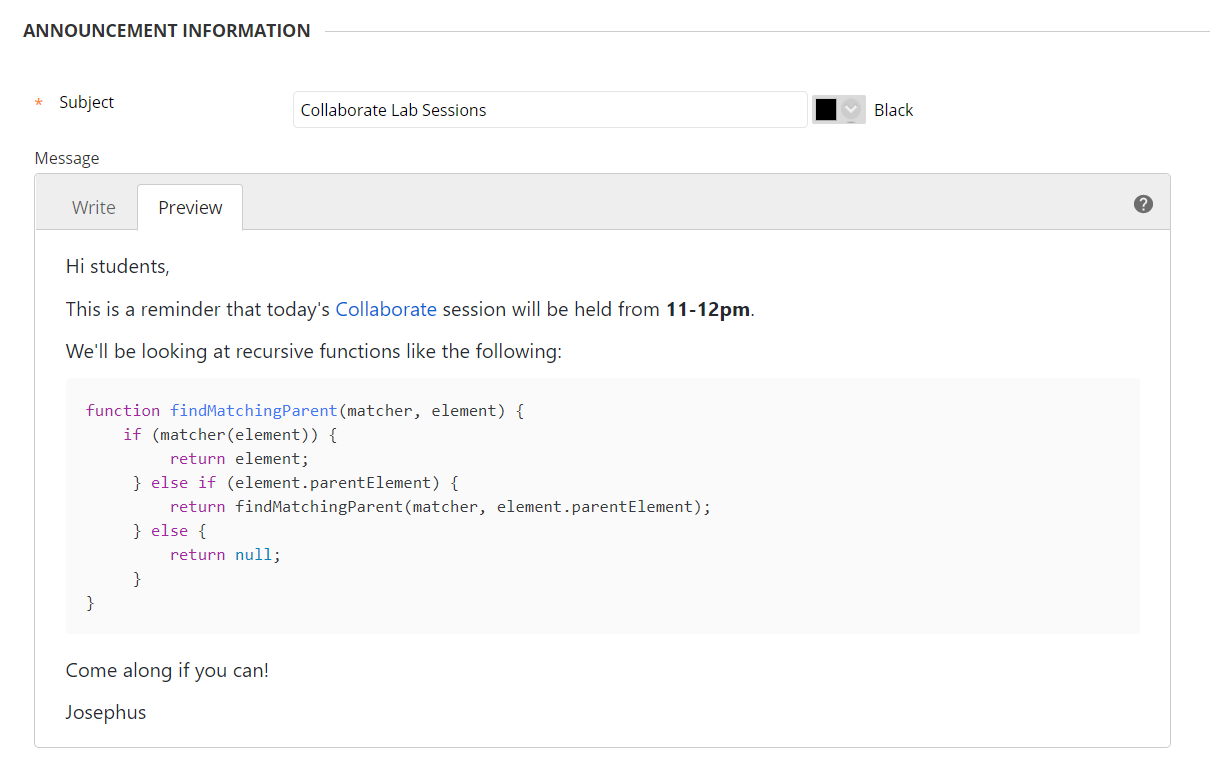 ANNOUNCEMENT INFORMATION
* Subject
Collaborate Lab Sessions
Black
Message
Write
Preview
?
Hi students,
This is a reminder that today's Collaborate session will be held from 11-12pm.
We'll be looking at recursive functions like the following:
function findMatchingParent(matcher, element) {
    if (matcher(element)) {
         return element;
     } else if (element.parentElement) {
         return findMatchingParent(matcher, element.parentElement);
     } else {
         return null;
     }
}
Come along if you can!
Josephus